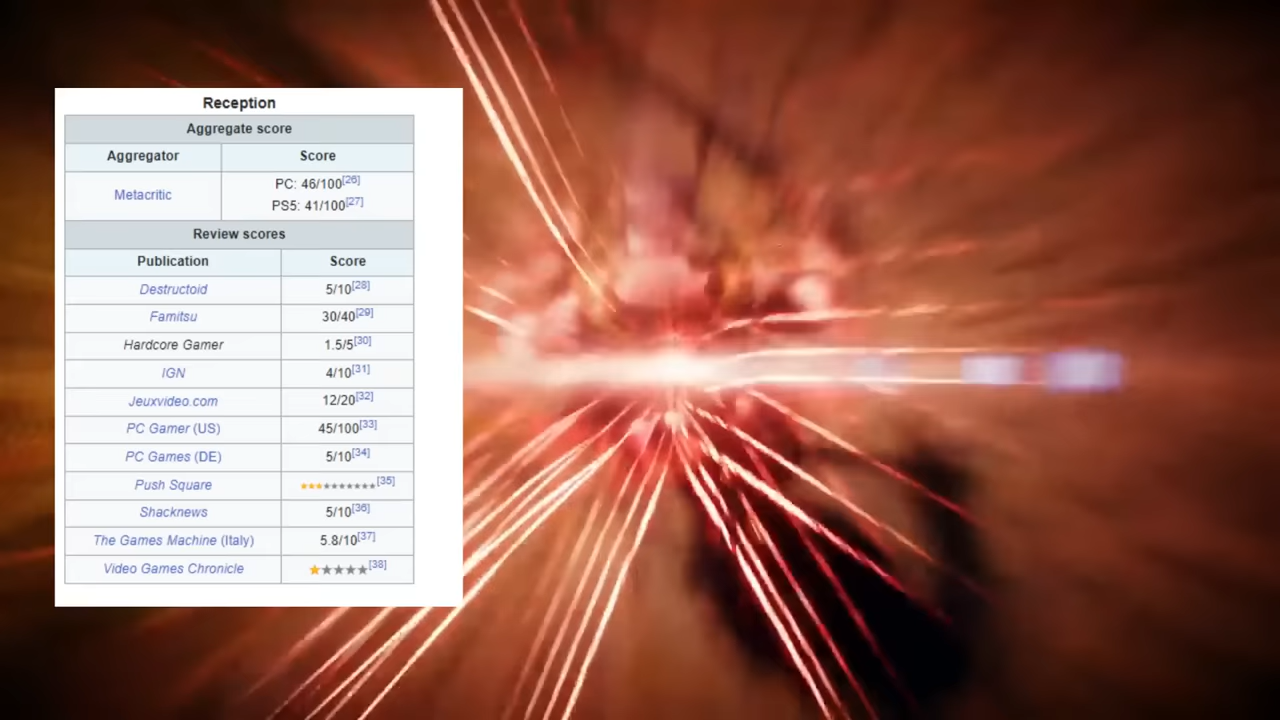 Reception
Aggregate score
Aggregator Score
Metacritic PC: 46/100[26]
PS5: 41/100[27]
Review scores
Publication Score
Destructoid 5/10[28]
Famitsu 30/40[29]
Hardcore Gamer 1.5/5[30]
IGN 4/10[31]
Jeuxvideo.com 12/20[32]
PC Gamer (US) 45/100[33]
PC Games (DE) 5/10[34]
Push Square ★★★★★★★★★★[35]
Shacknews 5/10[36]
The Games Machine (Italy) 5.8/10[37]
Video Games Chronicle ★★★★★[38]